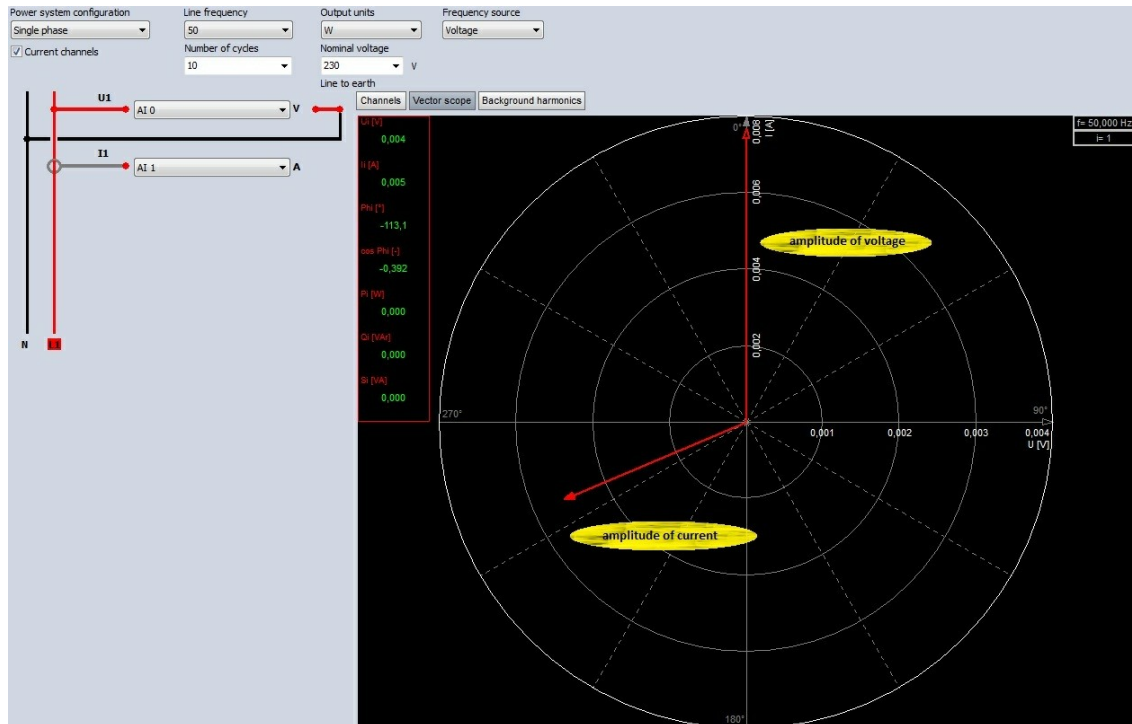 Power system configuration
Line frequency
Output units
Frequency source
Single phase
50
W
Voltage
Current channels
Number of cycles
Nominal voltage
10
230
V
Line to earth
U1
AI 0
V
I1
AI 1
A
N
L1
Channels
Vector scope
Background harmonics
Ui [V]
0,004
Ii [A]
0,005
Phi [°]
-113,1
cos Phi [-]
-0,392
Pi [W]
0,000
Qi [VAr]
0,000
Si [VA]
0,000
0°
0,008
I [A]
f= 50,000 Hz
i= 1
0,006
amplitude of voltage
0,004
0,002
270°
90°
0,001
0,002
0,003
0,004
U [V]
amplitude of current
180°